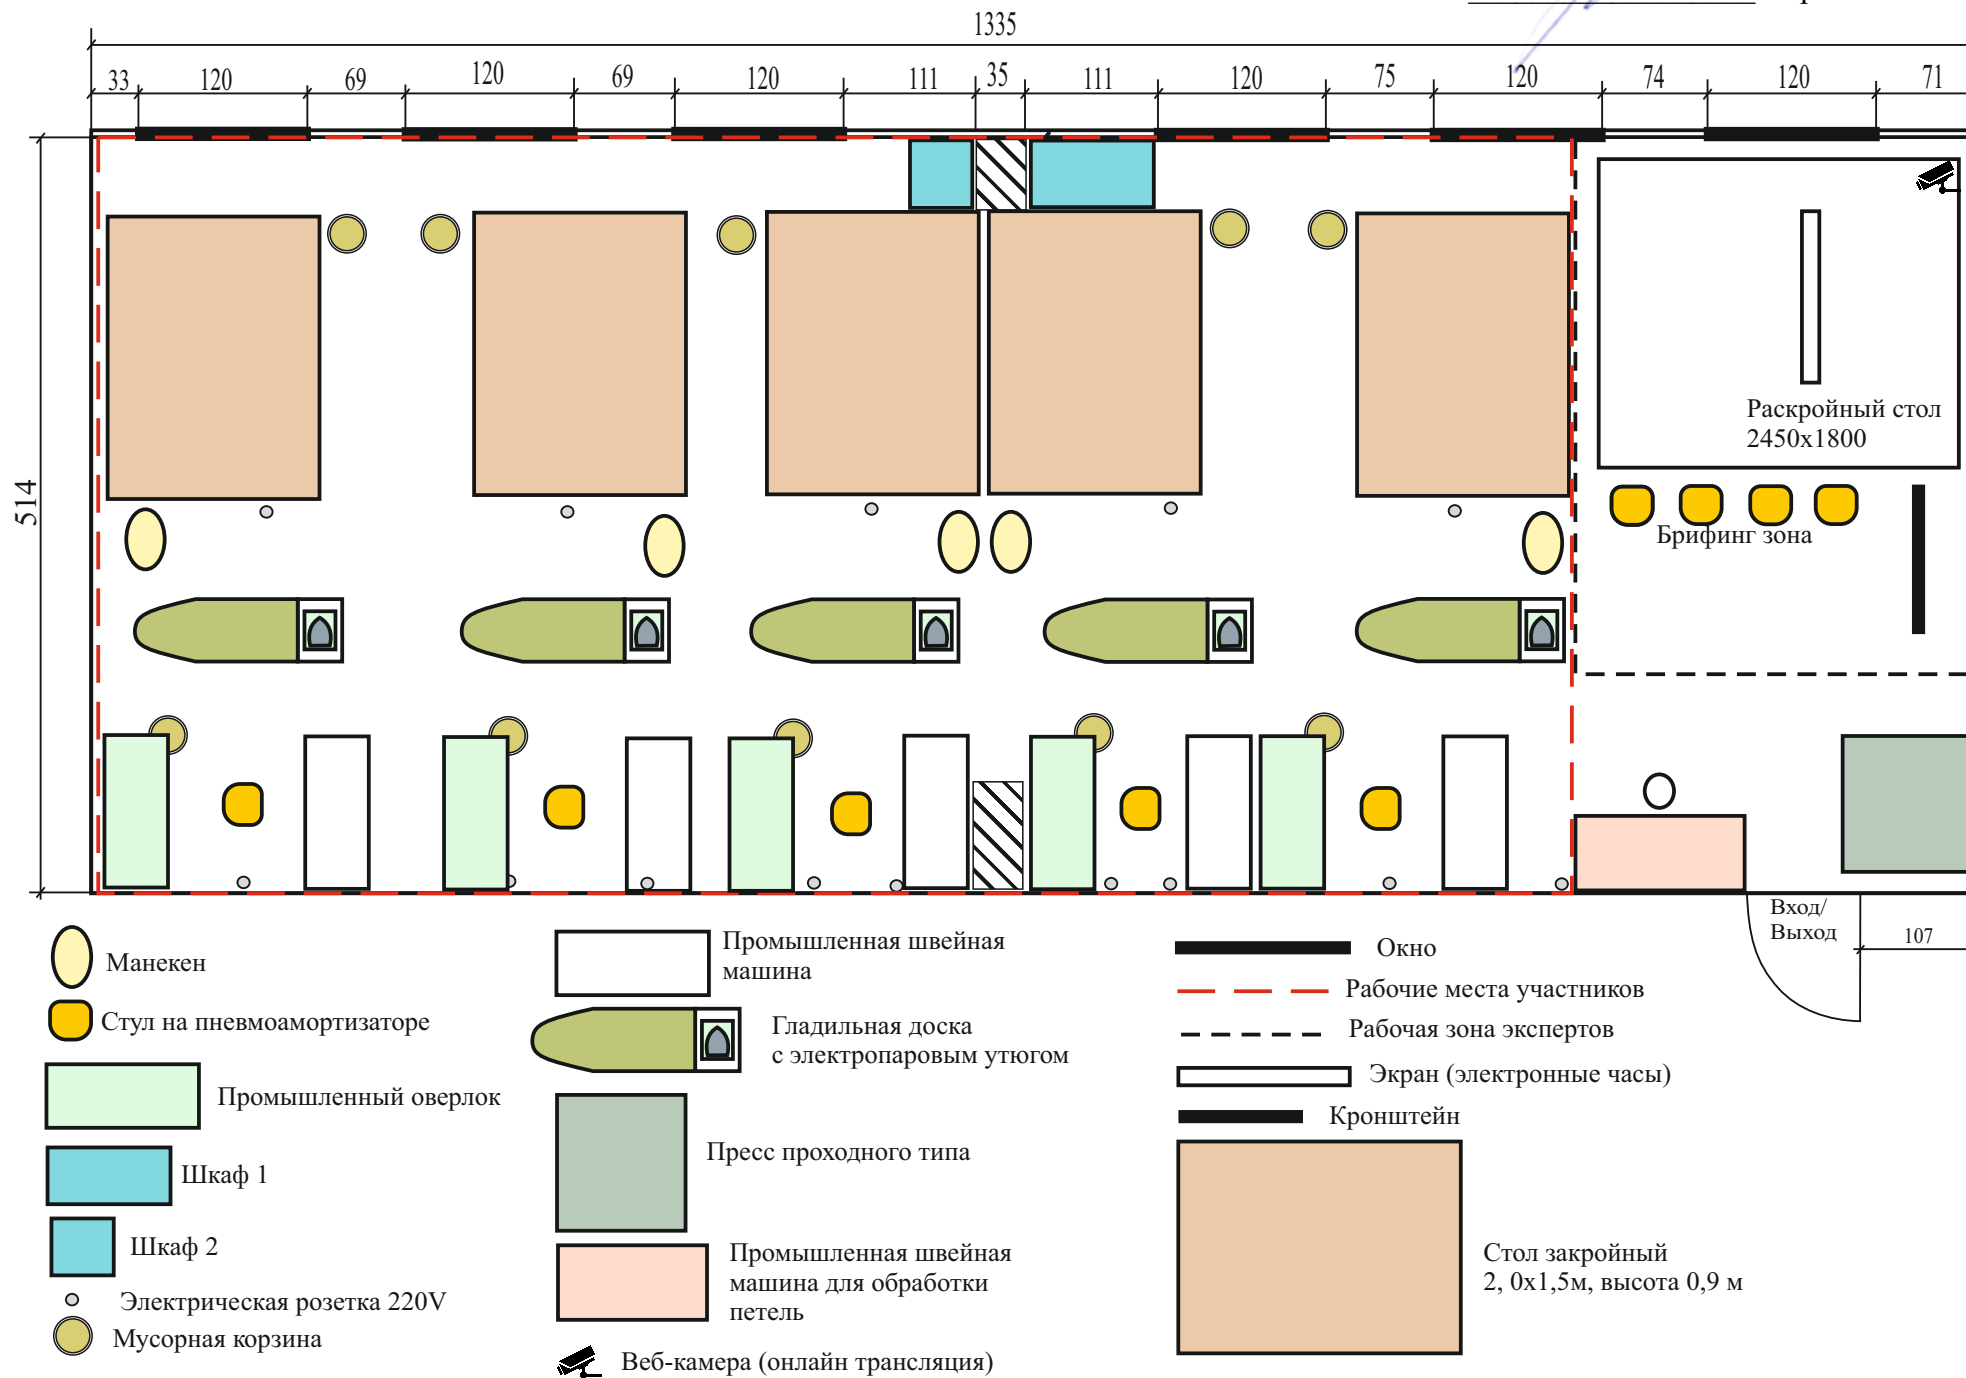 1335
33 120 69 120 69 120 111 35 111 120 75 120 74 120 71
514
Раскройный стол
2450х1800
Брифинг зона
Вход/
Выход
107
Манекен
Стул на пневмоамортизаторе
Промышленный оверлок
Шкаф 1
Шкаф 2
Электрическая розетка 220V
Мусорная корзина
Промышленная швейная
машина
Гладильная доска
с электропаровым утюгом
Пресс проходного типа
Промышленная швейная
машина для обработки
петель
Веб-камера (онлайн трансляция)
Окно
Рабочие места участников
Рабочая зона экспертов
Экран (электронные часы)
Кронштейн
Стол закройный
2, 0х1,5м, высота 0,9 м